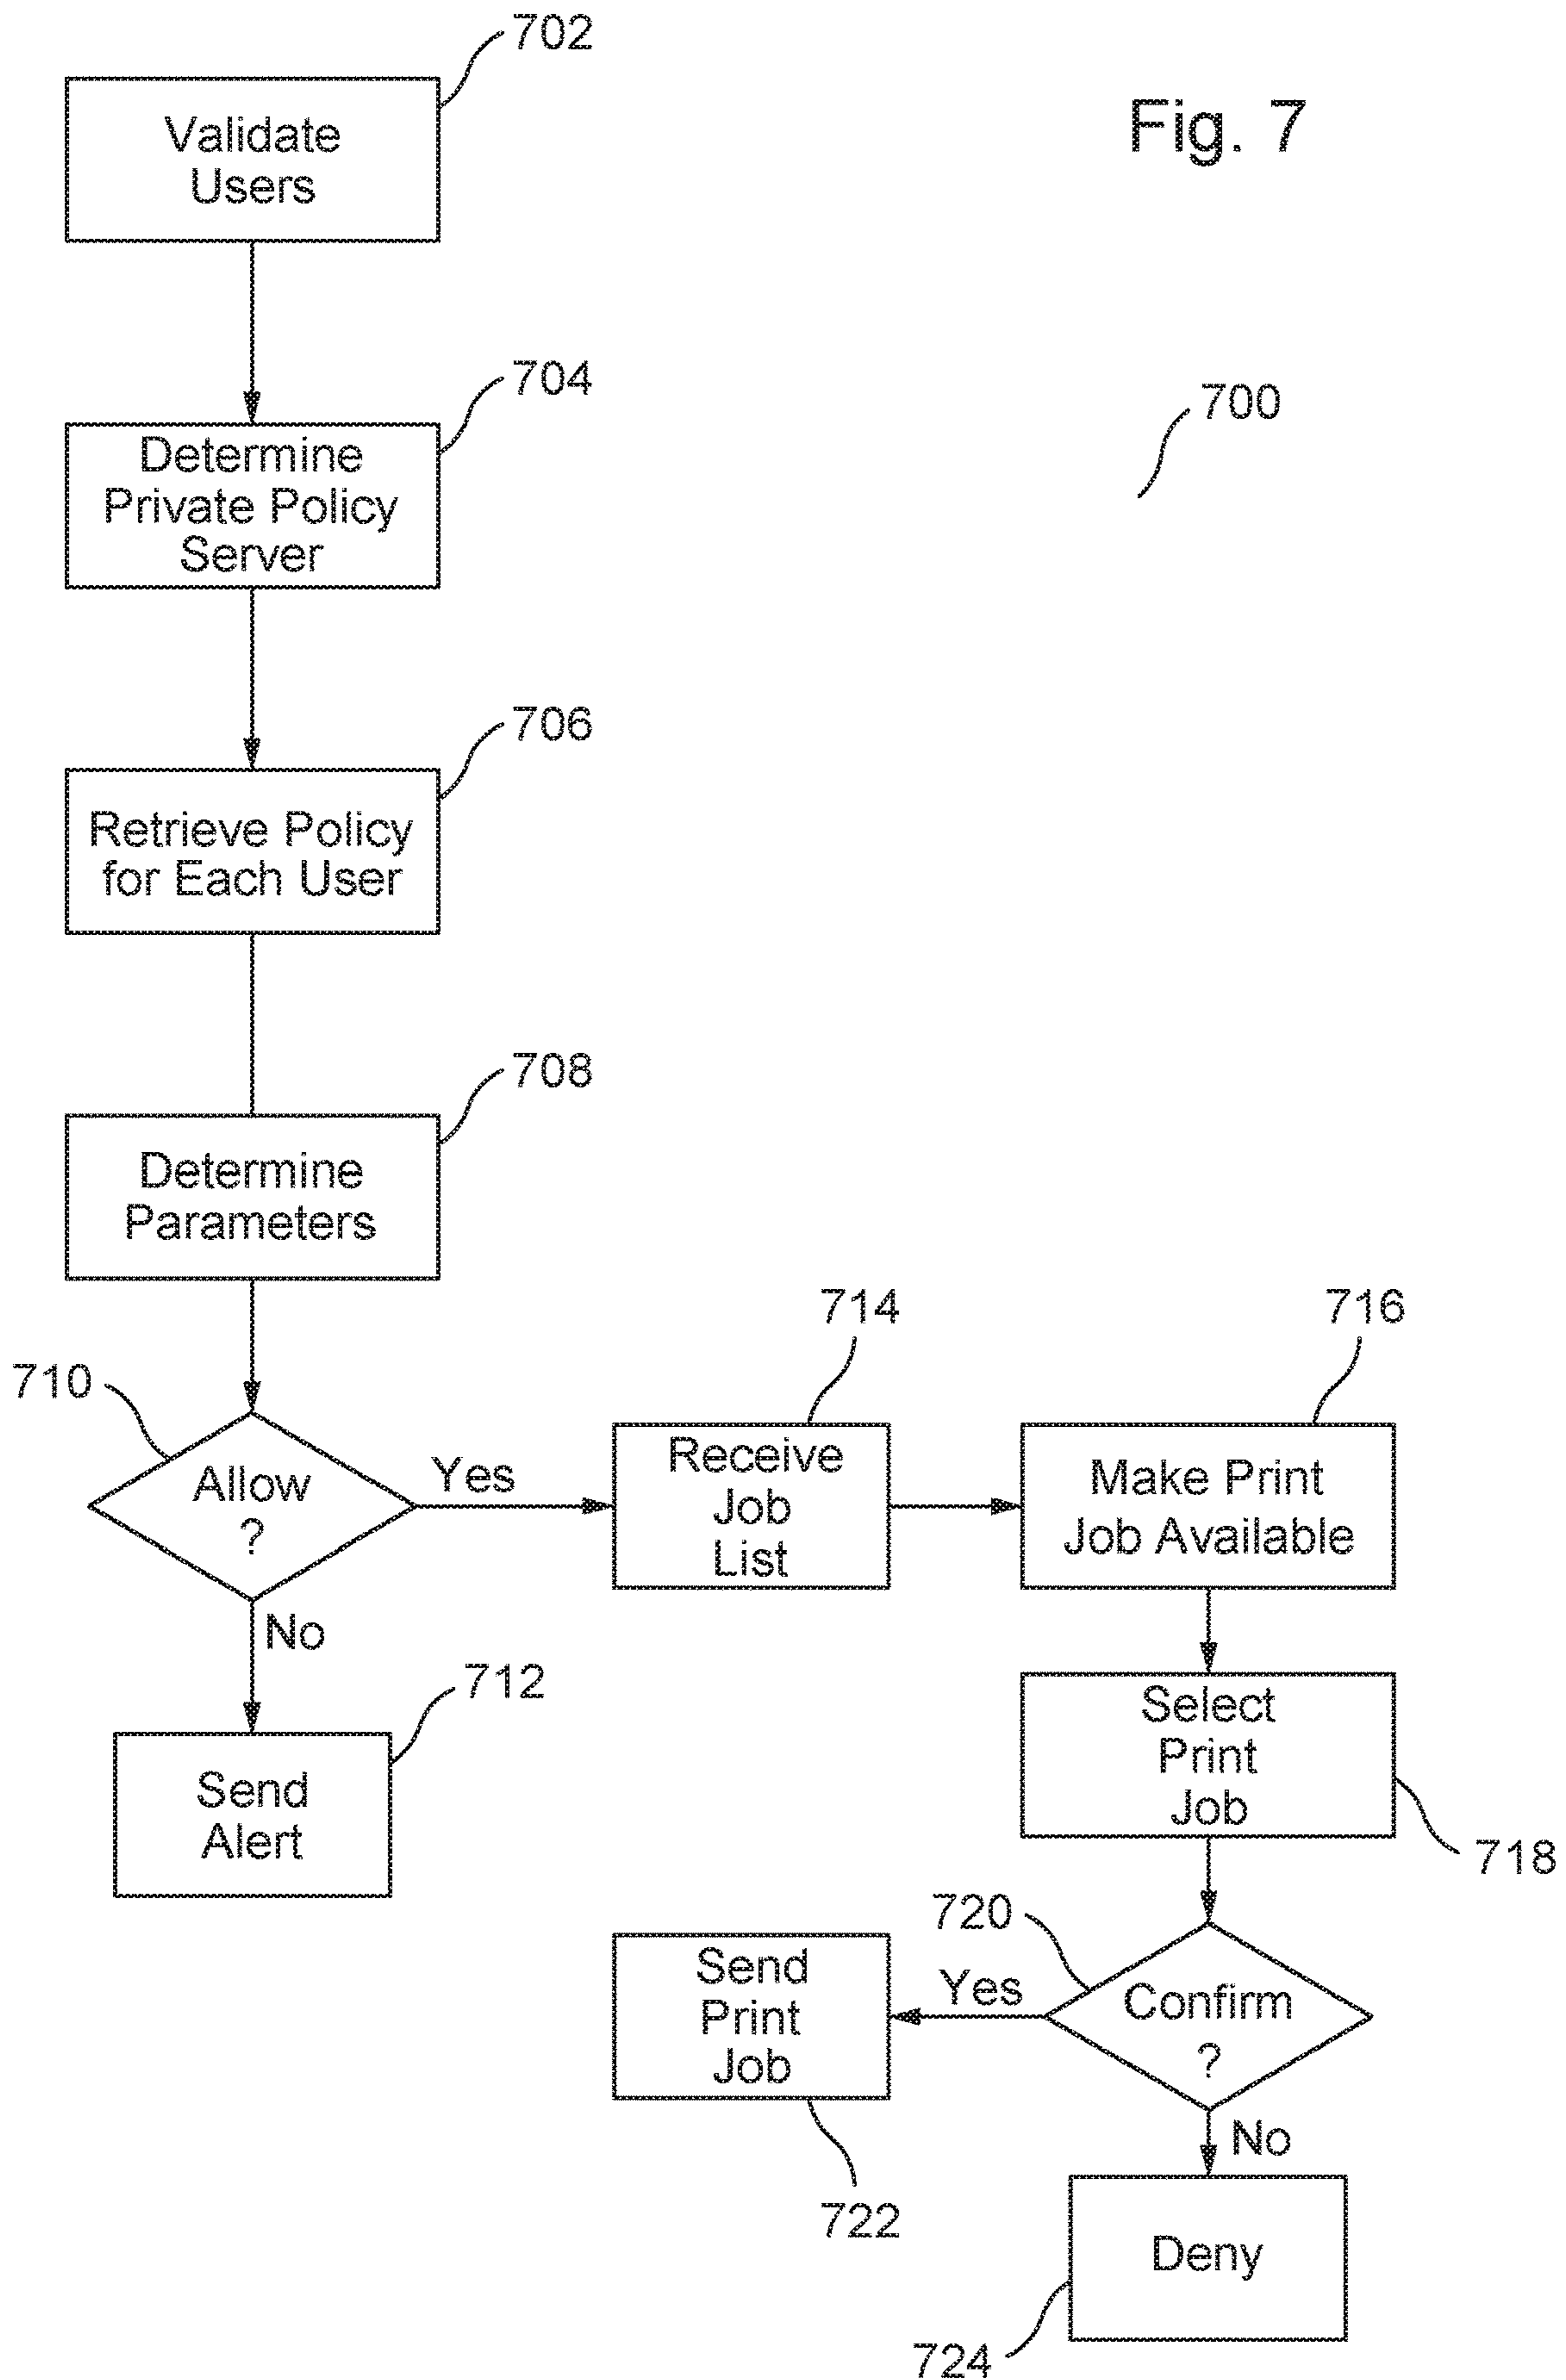 702
Fig. 7
Validate
Users
704
700
Determine
Private Policy
Server
706
Retrieve Policy
for Each User
708
Determine
Parameters
714
716
710
Allow
?
Yes
Receive
Job
List
Make Print
Job Available
No
712
Send
Alert
Select
Print
Job
718
720
Confirm
?
Yes
Send
Print
Job
722
No
Deny
724